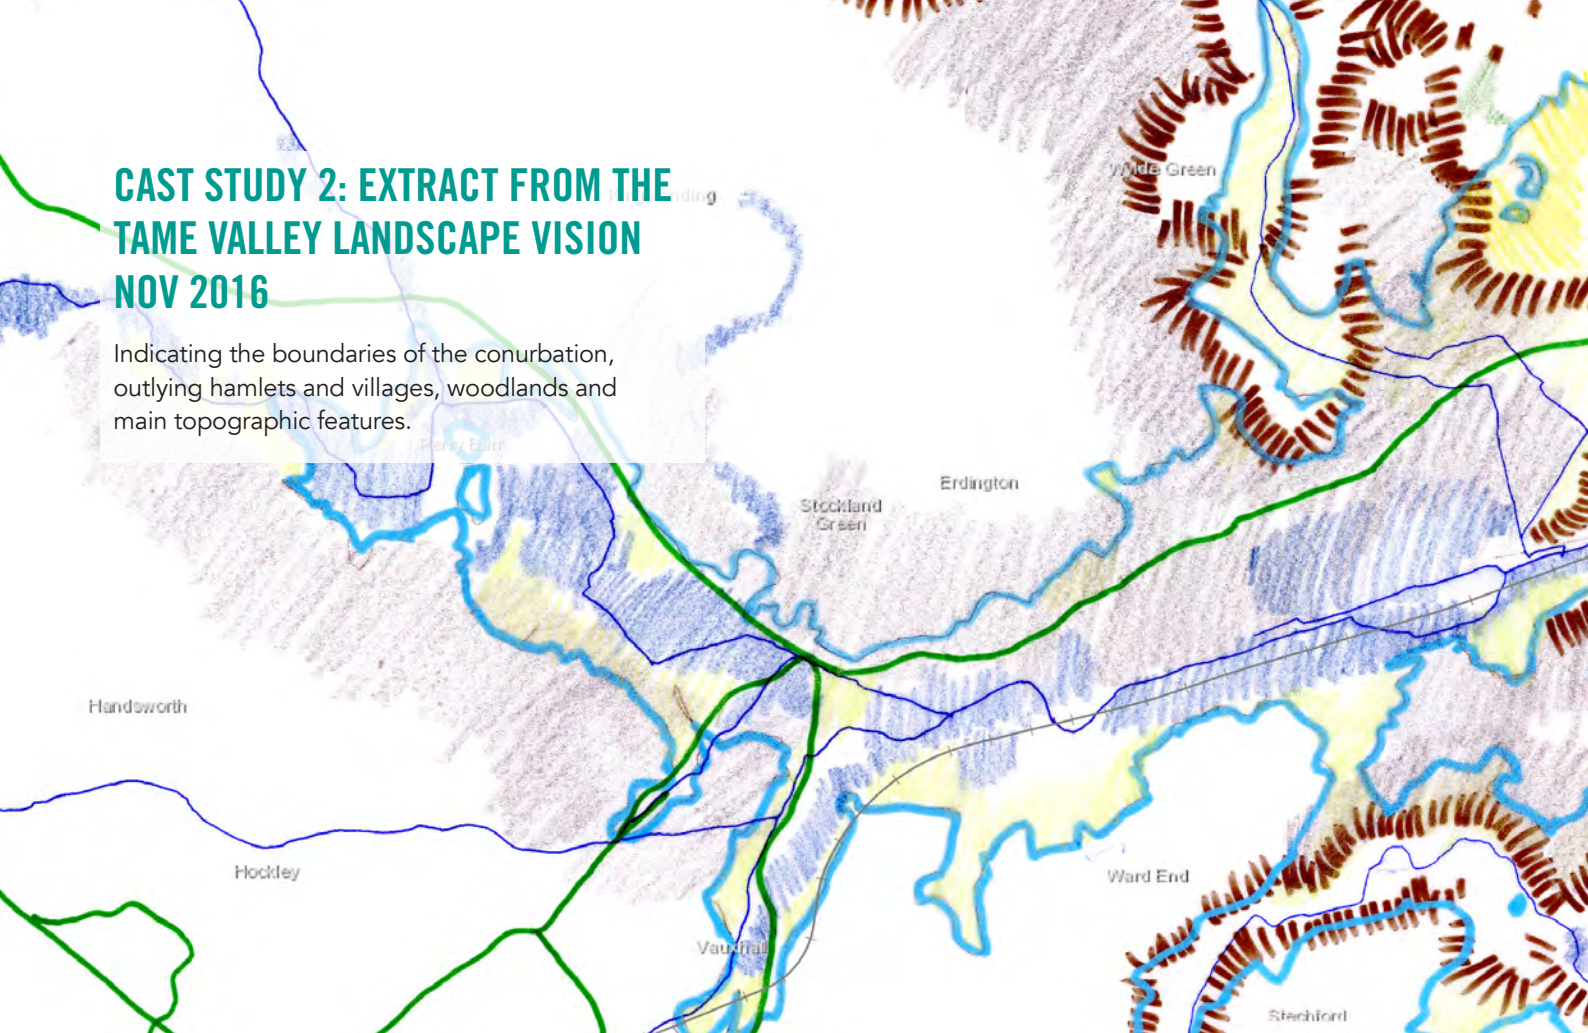 CAST STUDY 2: EXTRACT FROM THE
TAME VALLEY LANDSCAPE VISION
NOV 2016
Indicating the boundaries of the conurbation,
outlying hamlets and villages, woodlands and
main topographic features.
Perry Barr
Wylde Green
Erdington
Stockland
Green
Handsworth
Hockley
Ward End
Vauxhall
Stechford